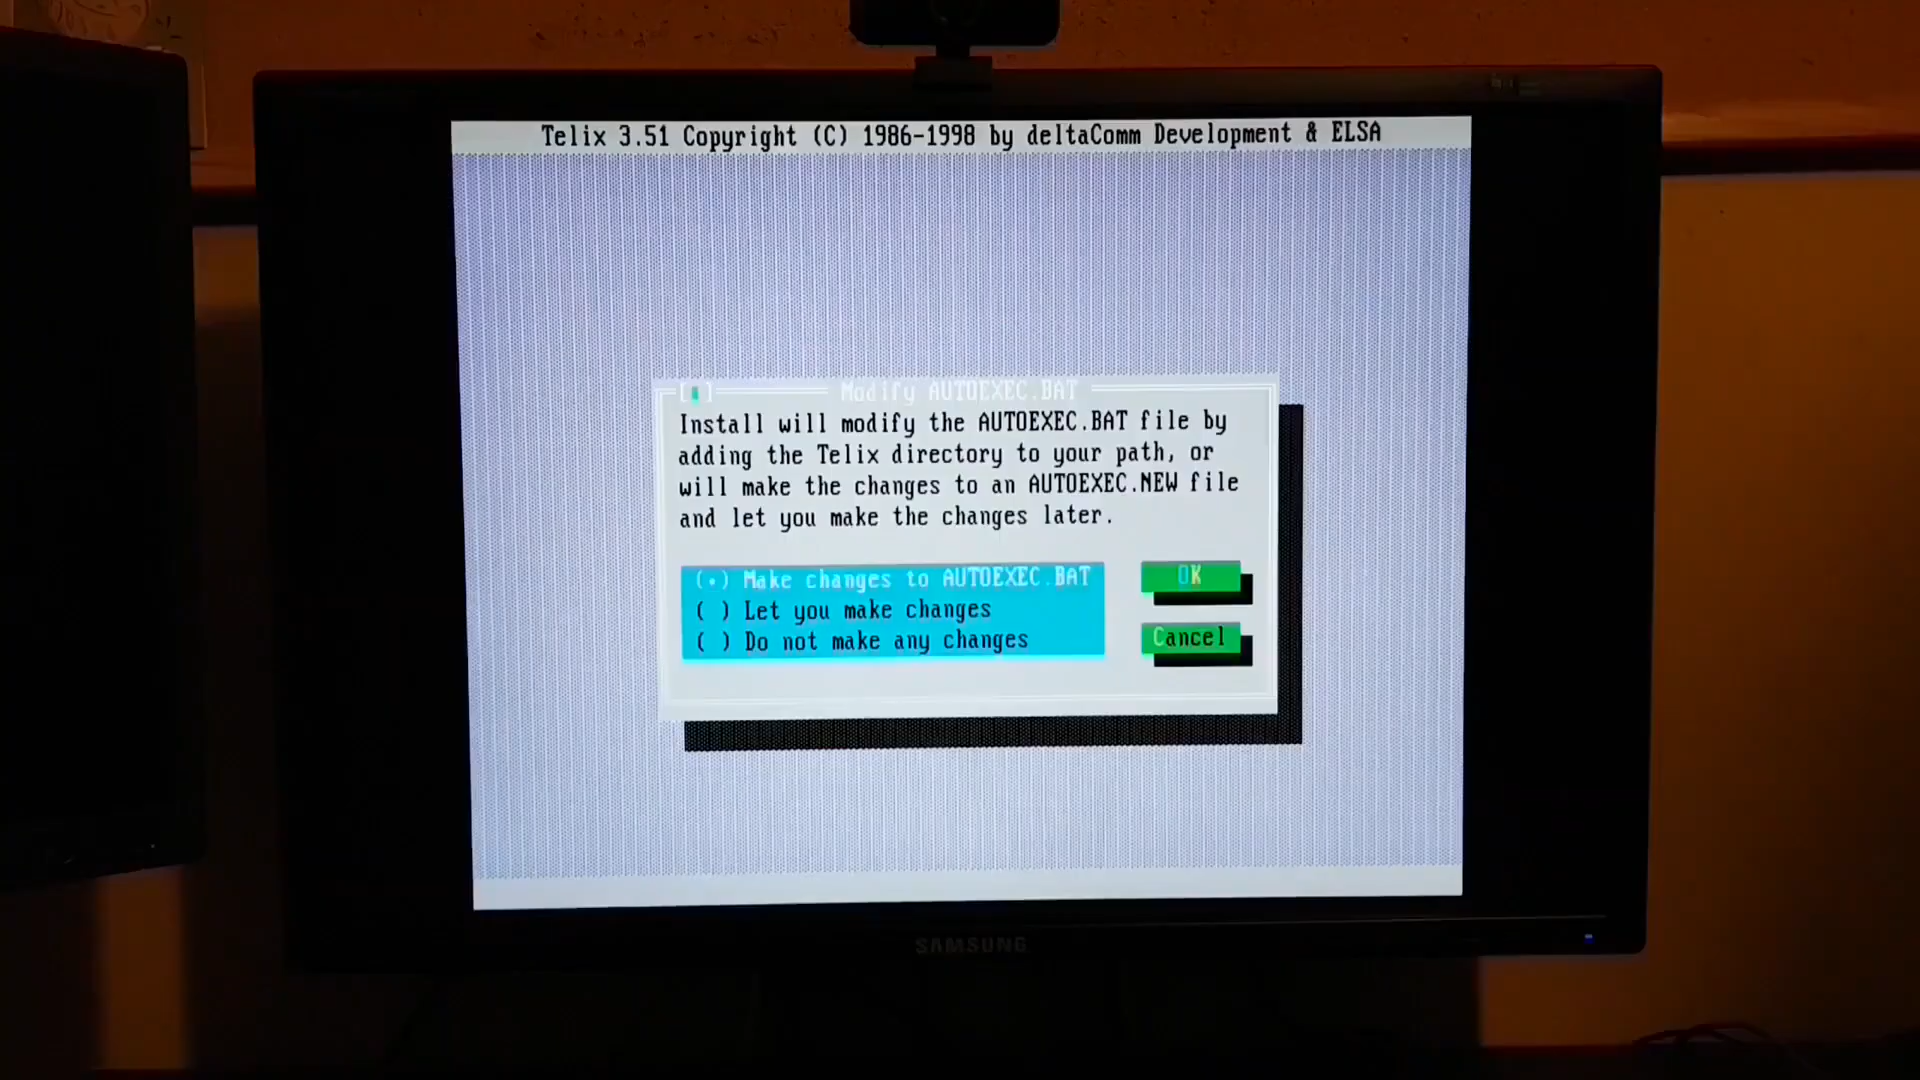 Telix 3.51 Copyright (C) 1986-1998 by deltaComm Development & ELSA
Modify AUTOEXEC.BAT
Install will modify the AUTOEXEC.BAT file by
adding the Telix directory to your path, or
will make the changes to an AUTOEXEC.NEW file
and let you make the changes later.
(•) Make changes to AUTOEXEC.BAT
( ) Let you make changes
( ) Do not make any changes
OK
Cancel
SAMSUNG